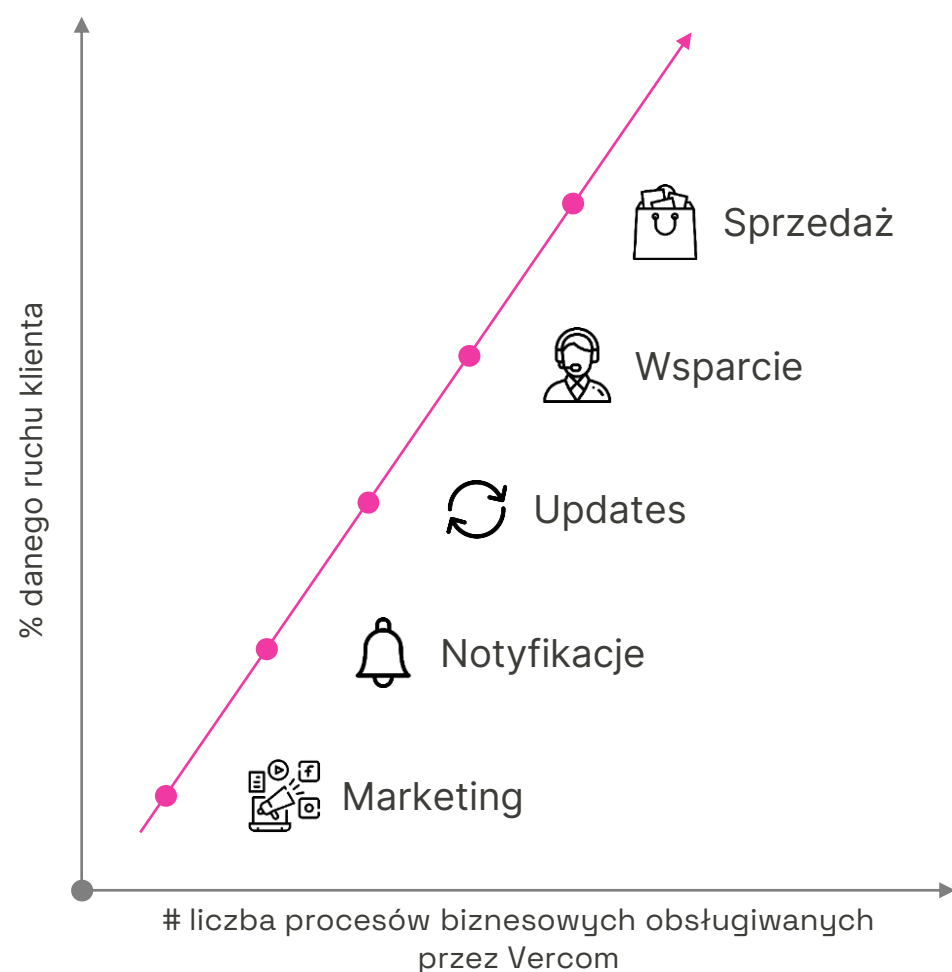 Sprzedaż
Wsparcie
% danego ruchu klienta
Updates
Notyfikacje
Marketing
# liczba procesów biznesowych obsługiwanych
przez Vercom